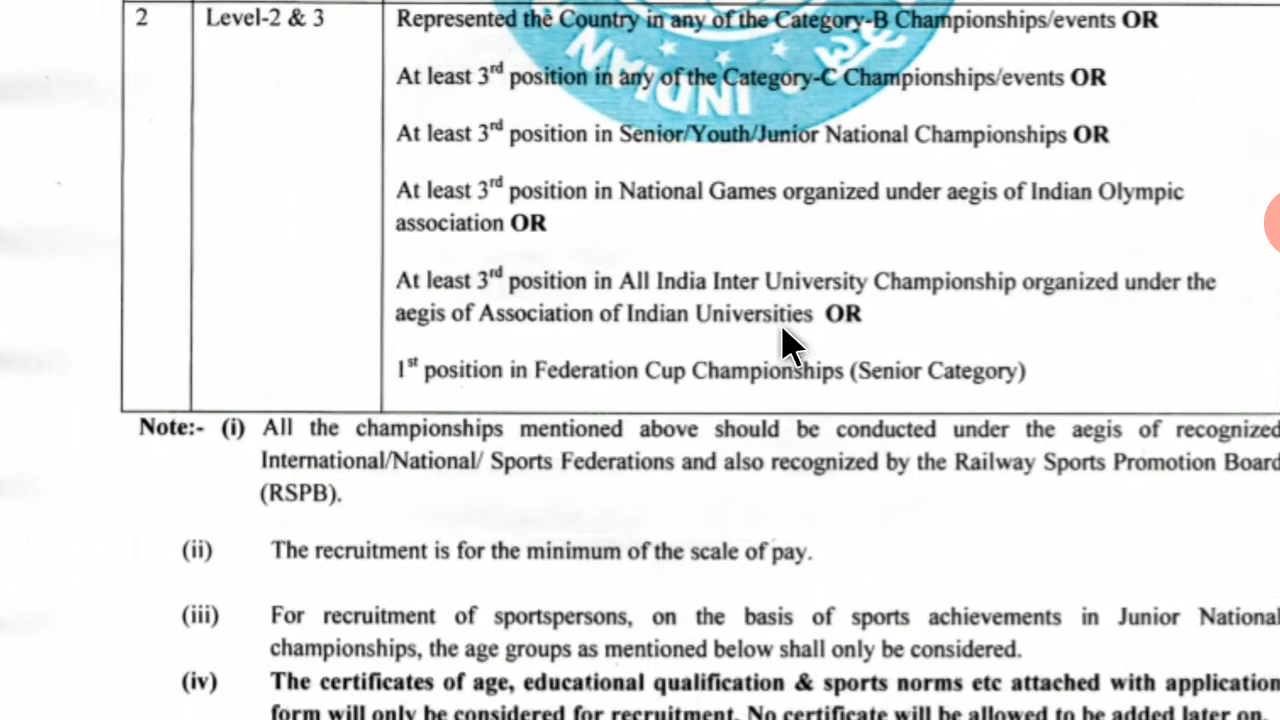 2 Level-2 & 3 Represented the Country in any of the Category-B Championships/events OR
At least 3rd position in any of the Category-C Championships/events OR
At least 3rd position in Senior/Youth/Junior National Championships OR
At least 3rd position in National Games organized under aegis of Indian Olympic
association OR
At least 3rd position in All India Inter University Championship organized under the
aegis of Association of Indian Universities OR
1st position in Federation Cup Championships (Senior Category)
INDIAN
Note:- (i) All the championships mentioned above should be conducted under the aegis of recognized
International/National/ Sports Federations and also recognized by the Railway Sports Promotion Board
(RSPB).
(ii) The recruitment is for the minimum of the scale of pay.
(iii) For recruitment of sportspersons, on the basis of sports achievements in Junior National
championships, the age groups as mentioned below shall only be considered.
(iv) The certificates of age, educational qualification & sports norms etc attached with application
form will only be considered for recruitment. No certificate will be allowed to be added later on.